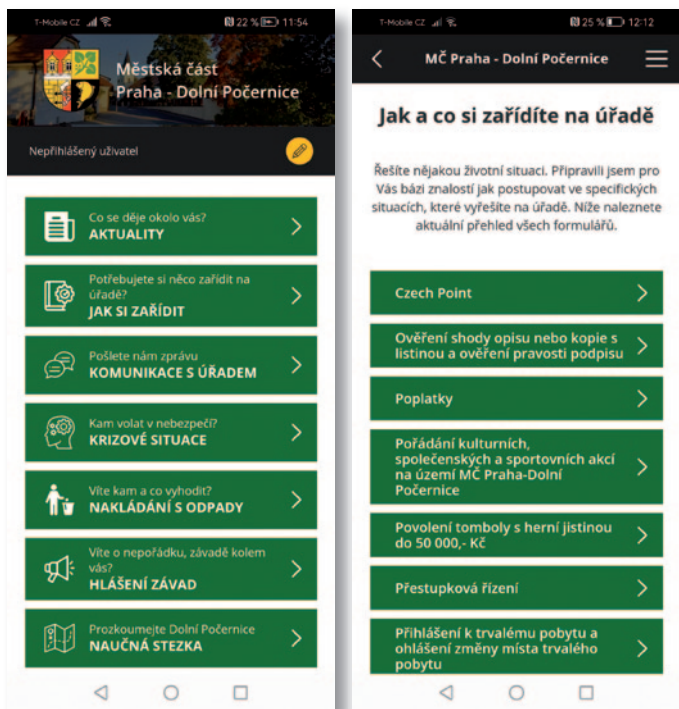 T-Mobile CZ
22 %
11:54
Městská část
Praha - Dolní Počernice
Nepřihlášený uživatel
Co se děje okolo vás?
AKTUALITY
Potřebujete si něco zařídit na
úřadě?
JAK SI ZAŘÍDIT
Pošlete nám zprávu
KOMUNIKACE S ÚŘADEM
Kam volat v nebezpečí?
KRIZOVÉ SITUACE
Víte kam a co vyhodit?
NAKLÁDÁNÍ S ODPADY
Víte o nepořádku, závadě kolem
vás?
HLÁŠENÍ ZÁVAD
Prozkoumejte Dolní Počernice
NAUČNÁ STEZKA
T-Mobile CZ
25 %
12:12
MČ Praha - Dolní Počernice
Jak a co si zařídíte na úřadě
Řešíte nějakou životní situaci. Připravili jsem pro
Vás bázi znalostí jak postupovat ve specifických
situacích, které vyřešíte na úřadě. Níže naleznete
aktuální přehled všech formulářů.
Czech Point
Ověření shody opisu nebo kopie s
listinou a ověření pravosti podpisu
Poplatky
Pořádání kulturních,
společenských a sportovních akcí
na území MČ Praha-Dolní
Počernice
Povolení tomboly s herní jistinou
do 50 000,- Kč
Přestupková řízení
Přihlášení k trvalému pobytu a
ohlášení změny místa trvalého
pobytu